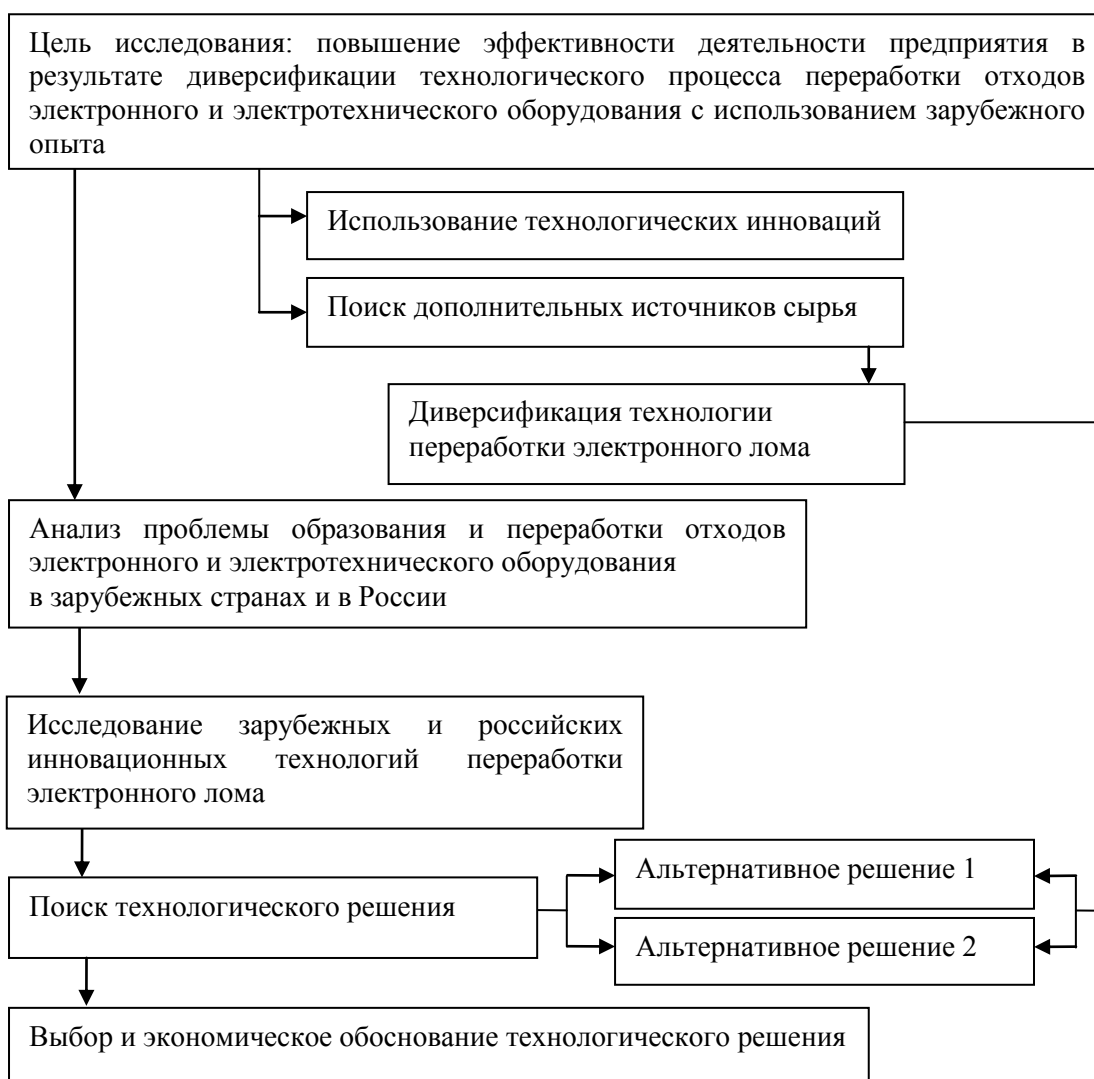 Цель исследования: повышение эффективности деятельности предприятия в
результате диверсификации технологического процесса переработки отходов
электронного и электротехнического оборудования с использованием зарубежного
опыта
Использование технологических инноваций
Поиск дополнительных источников сырья
Диверсификация технологии
переработки электронного лома
Анализ проблемы образования и переработки отходов
электронного и электротехнического оборудования
в зарубежных странах и в России
Исследование зарубежных и российских
инновационных технологий переработки
электронного лома
Поиск технологического решения
Альтернативное решение 1
Альтернативное решение 2
Выбор и экономическое обоснование технологического решения